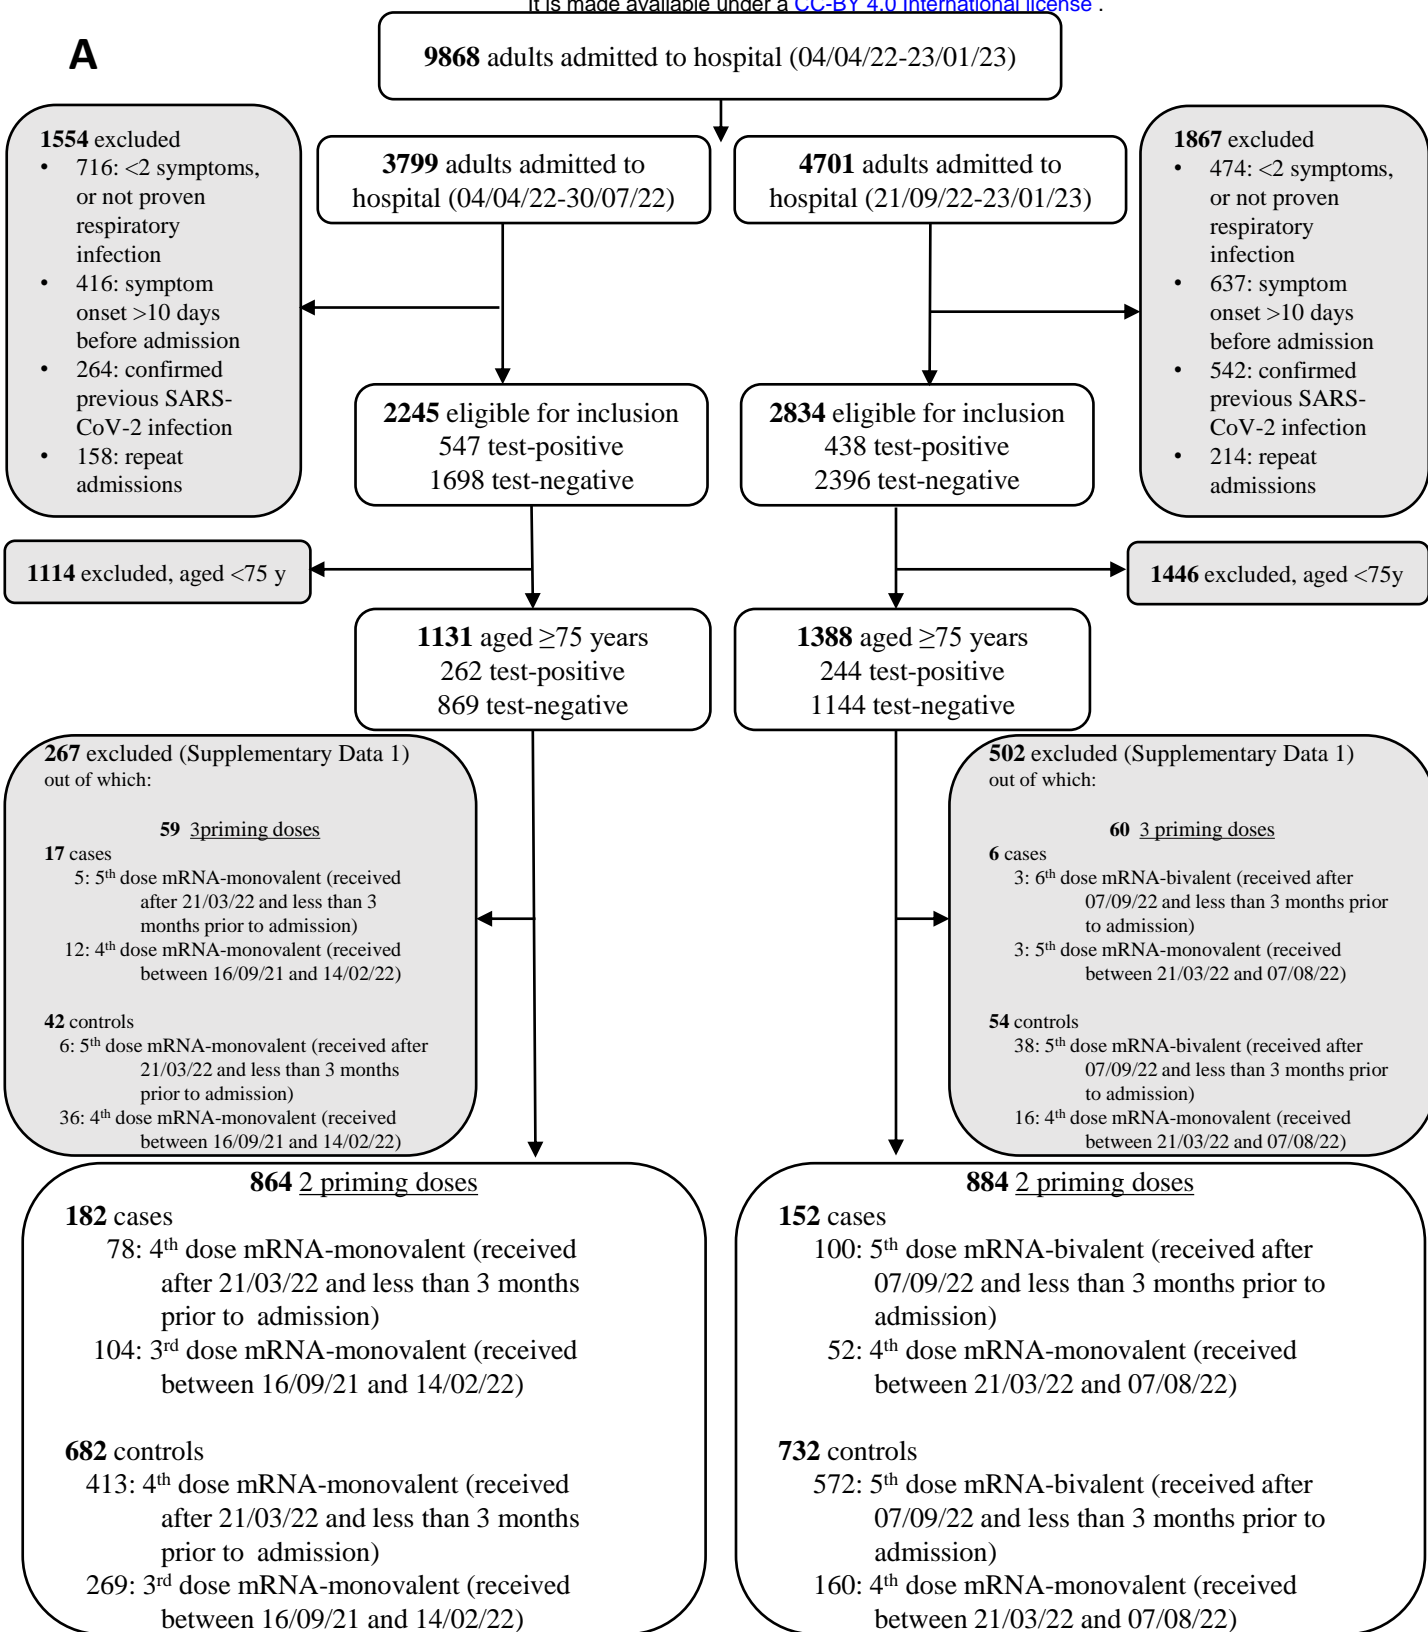 It is made available under a CC-BY 4.0 International license .
A
9868 adults admitted to hospital (04/04/22-23/01/23)
1554 excluded
• 716: <2 symptoms,
or not proven
respiratory
infection
• 416: symptom
onset >10 days
before admission
• 264: confirmed
previous SARS-
CoV-2 infection
• 158: repeat
admissions
3799 adults admitted to
hospital (04/04/22-30/07/22)
4701 adults admitted to
hospital (21/09/22-23/01/23)
1867 excluded
• 474: <2 symptoms,
or not proven
respiratory
infection
• 637: symptom
onset >10 days
before admission
• 542: confirmed
previous SARS-
CoV-2 infection
• 214: repeat
admissions
2245 eligible for inclusion
547 test-positive
1698 test-negative
2834 eligible for inclusion
438 test-positive
2396 test-negative
1114 excluded, aged <75 y
1446 excluded, aged <75y
1131 aged ≥75 years
262 test-positive
869 test-negative
1388 aged ≥75 years
244 test-positive
1144 test-negative
267 excluded (Supplementary Data 1)
out of which:
59 3priming doses
17 cases
5: 5th dose mRNA-monovalent (received
after 21/03/22 and less than 3
months prior to admission)
12: 4th dose mRNA-monovalent (received
between 16/09/21 and 14/02/22)
42 controls
6: 5th dose mRNA-monovalent (received after
21/03/22 and less than 3 months
prior to admission)
36: 4th dose mRNA-monovalent (received
between 16/09/21 and 14/02/22)
502 excluded (Supplementary Data 1)
out of which:
60 3 priming doses
6 cases
3: 6th dose mRNA-bivalent (received after
07/09/22 and less than 3 months prior
to admission)
3: 5th dose mRNA-monovalent (received
between 21/03/22 and 07/08/22)
54 controls
38: 5th dose mRNA-bivalent (received after
07/09/22 and less than 3 months prior
to admission)
16: 4th dose mRNA-monovalent (received
between 21/03/22 and 07/08/22)
864 2 priming doses
182 cases
78: 4th dose mRNA-monovalent (received
after 21/03/22 and less than 3 months
prior to admission)
104: 3rd dose mRNA-monovalent (received
between 16/09/21 and 14/02/22)
682 controls
413: 4th dose mRNA-monovalent (received
after 21/03/22 and less than 3 months
prior to admission)
269: 3rd dose mRNA-monovalent (received
between 16/09/21 and 14/02/22)
884 2 priming doses
152 cases
100: 5th dose mRNA-bivalent (received after
07/09/22 and less than 3 months prior to
admission)
52: 4th dose mRNA-monovalent (received
between 21/03/22 and 07/08/22)
732 controls
572: 5th dose mRNA-bivalent (received after
07/09/22 and less than 3 months prior to
admission)
160: 4th dose mRNA-monovalent (received
between 21/03/22 and 07/08/22)